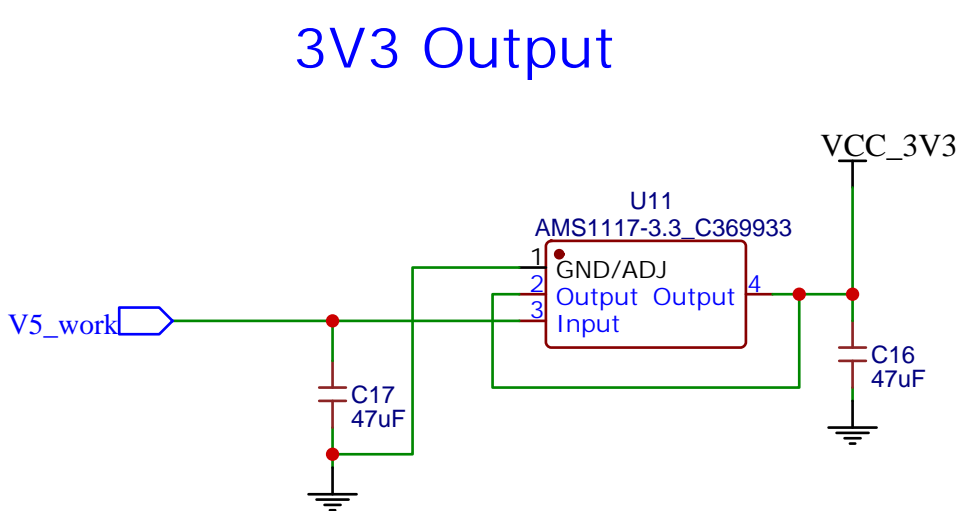 3V3 Output
VCC_3V3
U11
AMS1117-3.3_C369933
1
GND/ADJ
2
Output Output
4
3
Input
V5_work
C17
47uF
C16
47uF